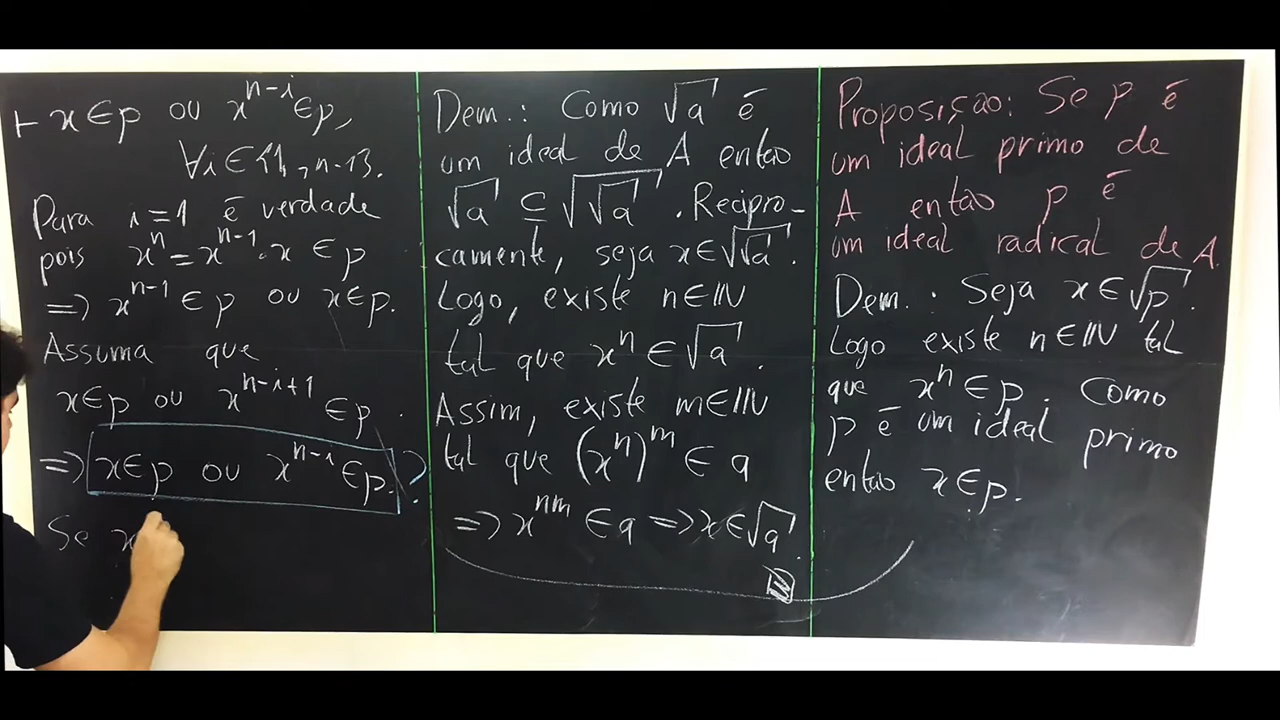 ⊢ x∈p ou x^{n-i}∈p,
∀i∈{1,,n-1}.
Para i=1 é verdade
pois x^n = x^{n-1}·x ∈ p
⇒ x^{n-1} ∈ p ou x∈p.
Assuma que
x∈p ou x^{n-i+1} ∈p.
⇒ x∈p ou x^{n-i} ∈p. ?
Se x
Dem.: Como √a é
um ideal de A então
√a ⊆ √√a. Recipro-
camente, seja x∈√√a.
Logo, existe n∈IN
tal que x^n ∈ √a.
Assim, existe m∈IN
tal que (x^n)^m ∈ a
⇒ x^{nm} ∈ a ⇒ x∈√a.
Proposição: Se p é
um ideal primo de
A então p é
um ideal radical de A.
Dem.: Seja x∈√p.
Logo existe n∈IN tal
que x^n ∈ p. Como
p é um ideal primo
então x∈p.